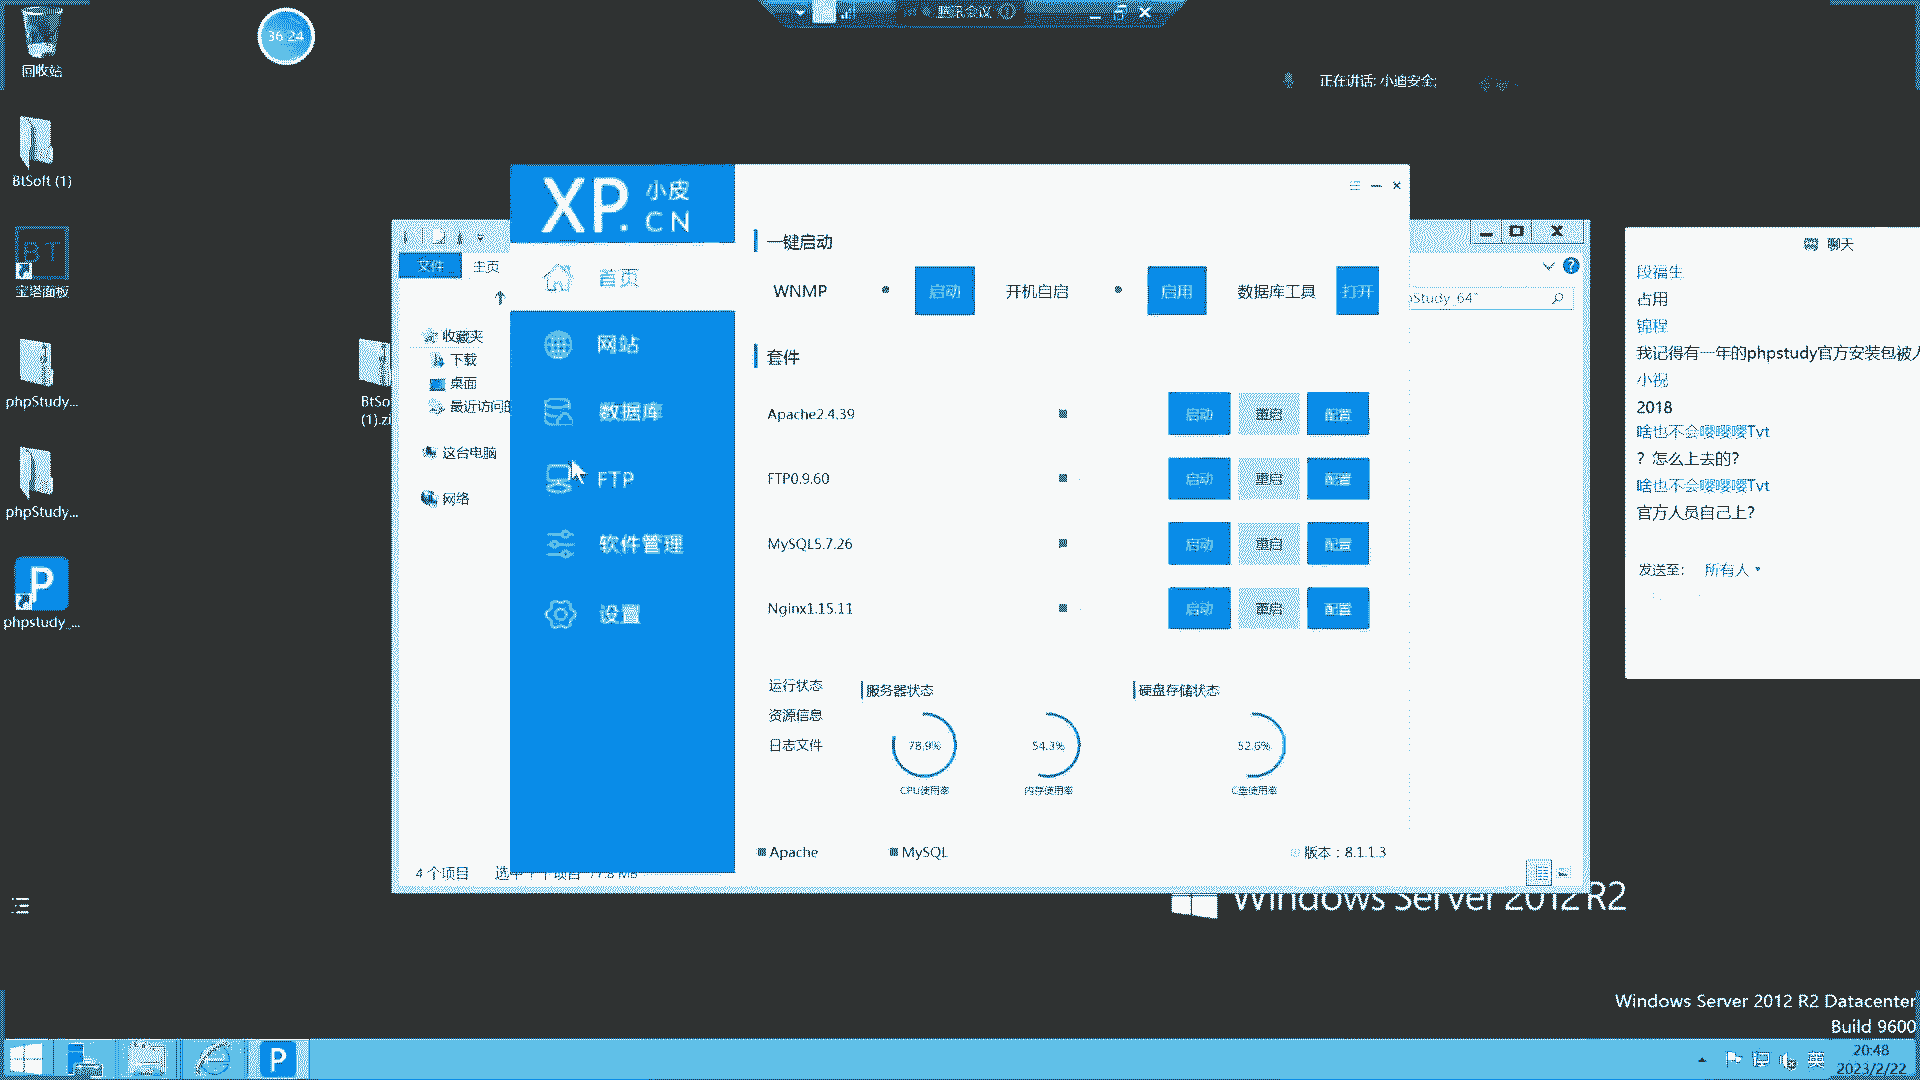 回收站
36:24
腾讯会议
正在讲话: 小迪安全;
BtSoft (1)
宝塔面板
phpStudy...
phpStudy...
phpstudy_...
BtSo
(1).zi
文件
主页
收藏夹
下载
桌面
最近访问的
这台电脑
网络
4 个项目
XP.
小皮
CN
首页
网站
数据库
FTP
软件管理
设置
一键启动
WNMP
启动
开机自启
启用
数据库工具
打开
套件
Apache2.4.39
启动
重启
配置
FTP0.9.60
启动
重启
配置
MySQL5.7.26
启动
重启
配置
Nginx1.15.11
启动
重启
配置
运行状态
资源信息
日志文件
服务器状态
硬盘存储状态
78.9%
54.3%
52.6%
CPU使用率
内存使用率
C盘使用率
Apache
MySQL
版本：8.1.1.3
Study_64"
聊天
段福生
占用
锦程
我记得有一年的phpstudy官方安装包被人
小祝
2018
啥也不会嘤嘤嘤Tvt
？怎么上去的?
啥也不会嘤嘤嘤Tvt
官方人员自己上?
发送至:
所有人
Windows Server 2012 R2
Windows Server 2012 R2 Datacenter
Build 9600
P
英
20:48
2023/2/22